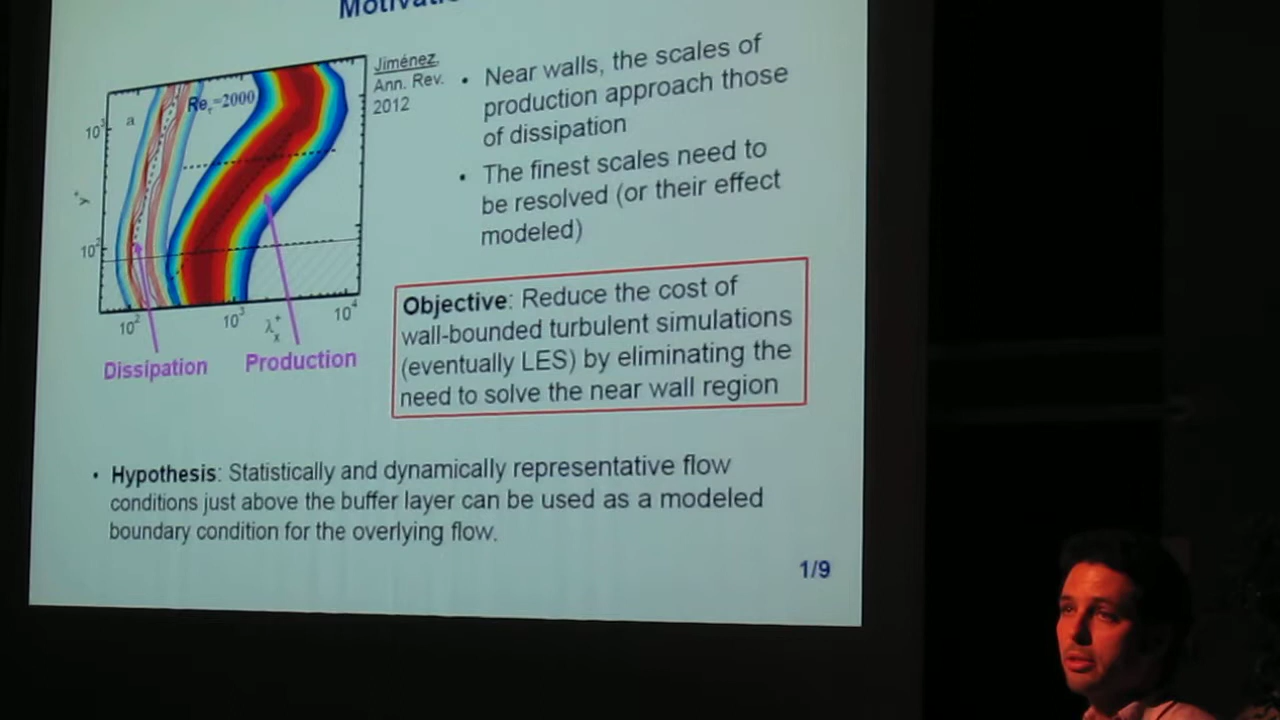 Motivati
Jiménez,
Ann. Rev.
2012
a
Reτ=2000
10³
y⁺
10²
10²
10³
λx⁺
10⁴
Dissipation
Production
• Near walls, the scales of
production approach those
of dissipation
• The finest scales need to
be resolved (or their effect
modeled)
Objective: Reduce the cost of
wall-bounded turbulent simulations
(eventually LES) by eliminating the
need to solve the near wall region
• Hypothesis: Statistically and dynamically representative flow
conditions just above the buffer layer can be used as a modeled
boundary condition for the overlying flow.
1/9